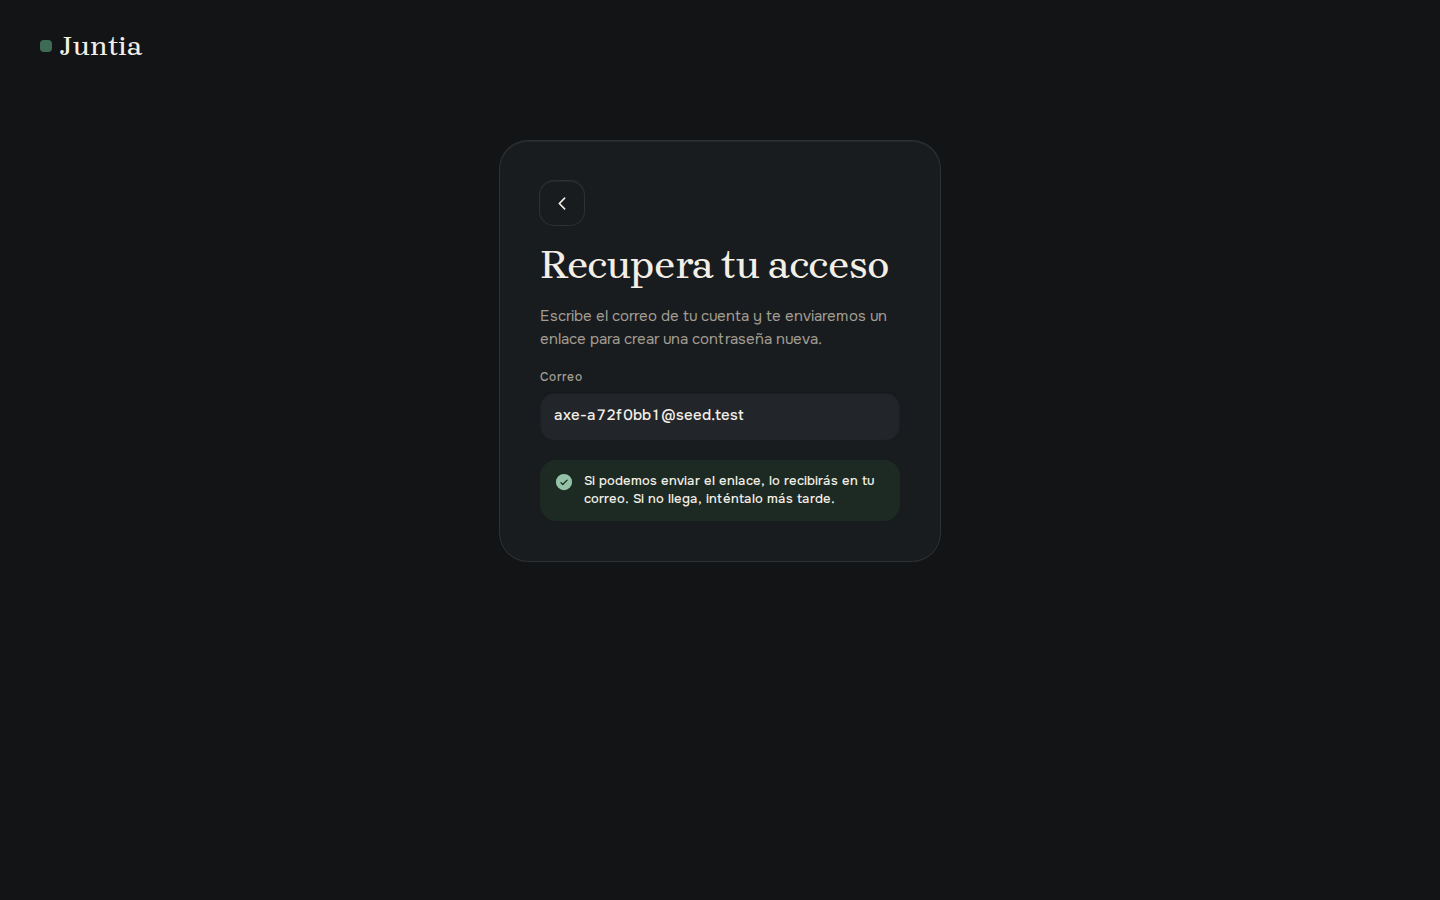 Juntia
Recupera tu acceso
Escribe el correo de tu cuenta y te enviaremos un
enlace para crear una contraseña nueva.
Correo
axe-a72f0bb1@seed.test
Si podemos enviar el enlace, lo recibirás en tu
correo. Si no llega, inténtalo más tarde.